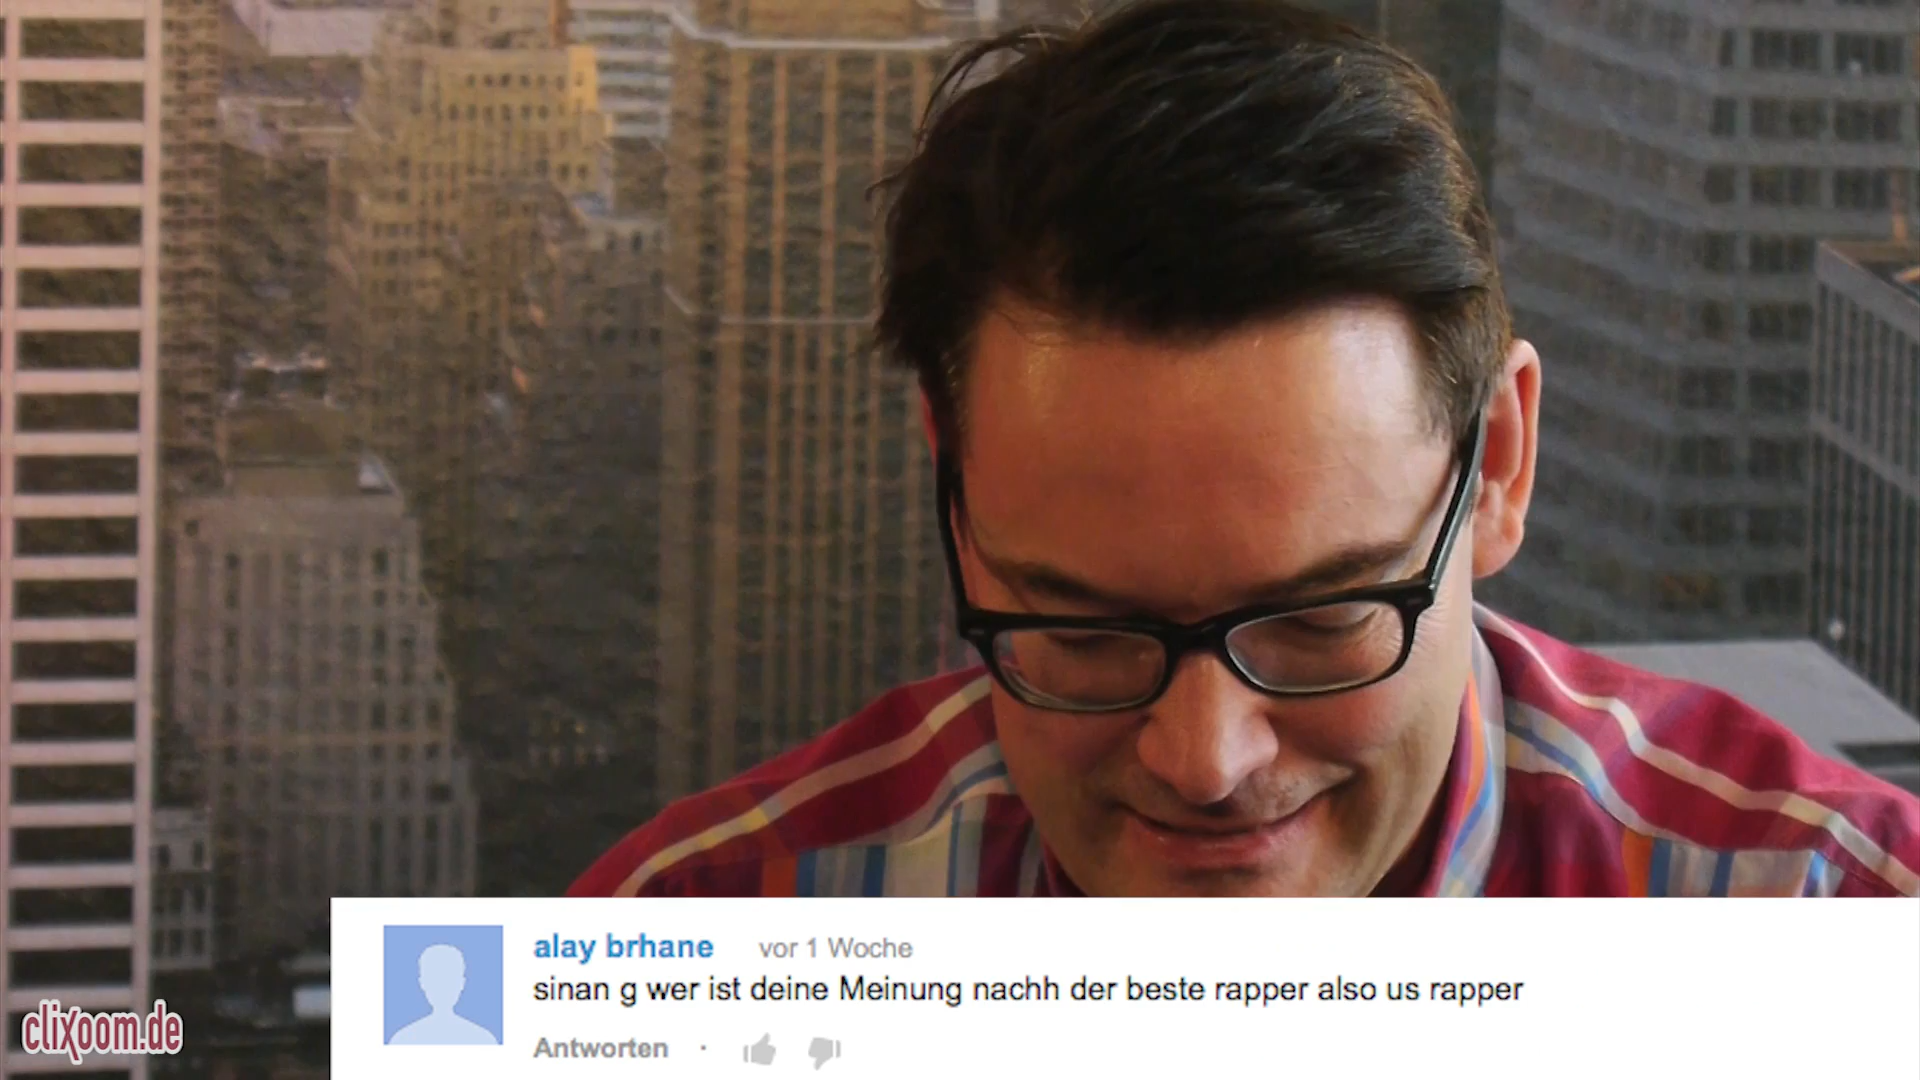 alay brhane vor 1 Woche
sinan g wer ist deine Meinung nachh der beste rapper also us rapper
Antworten ·
clixoom.de